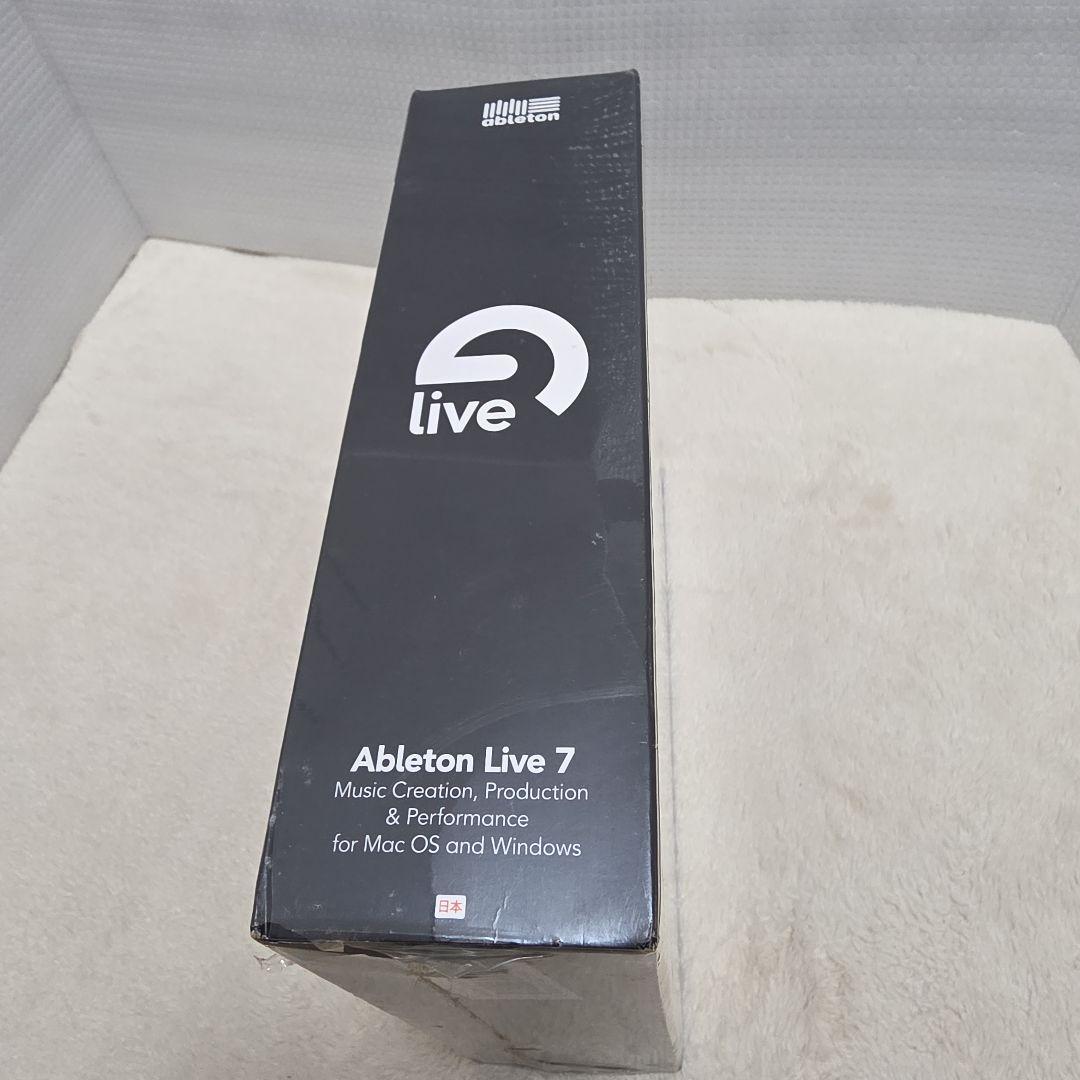 ableton
live
Ableton Live 7
Music Creation, Production
& Performance
for Mac OS and Windows
日本